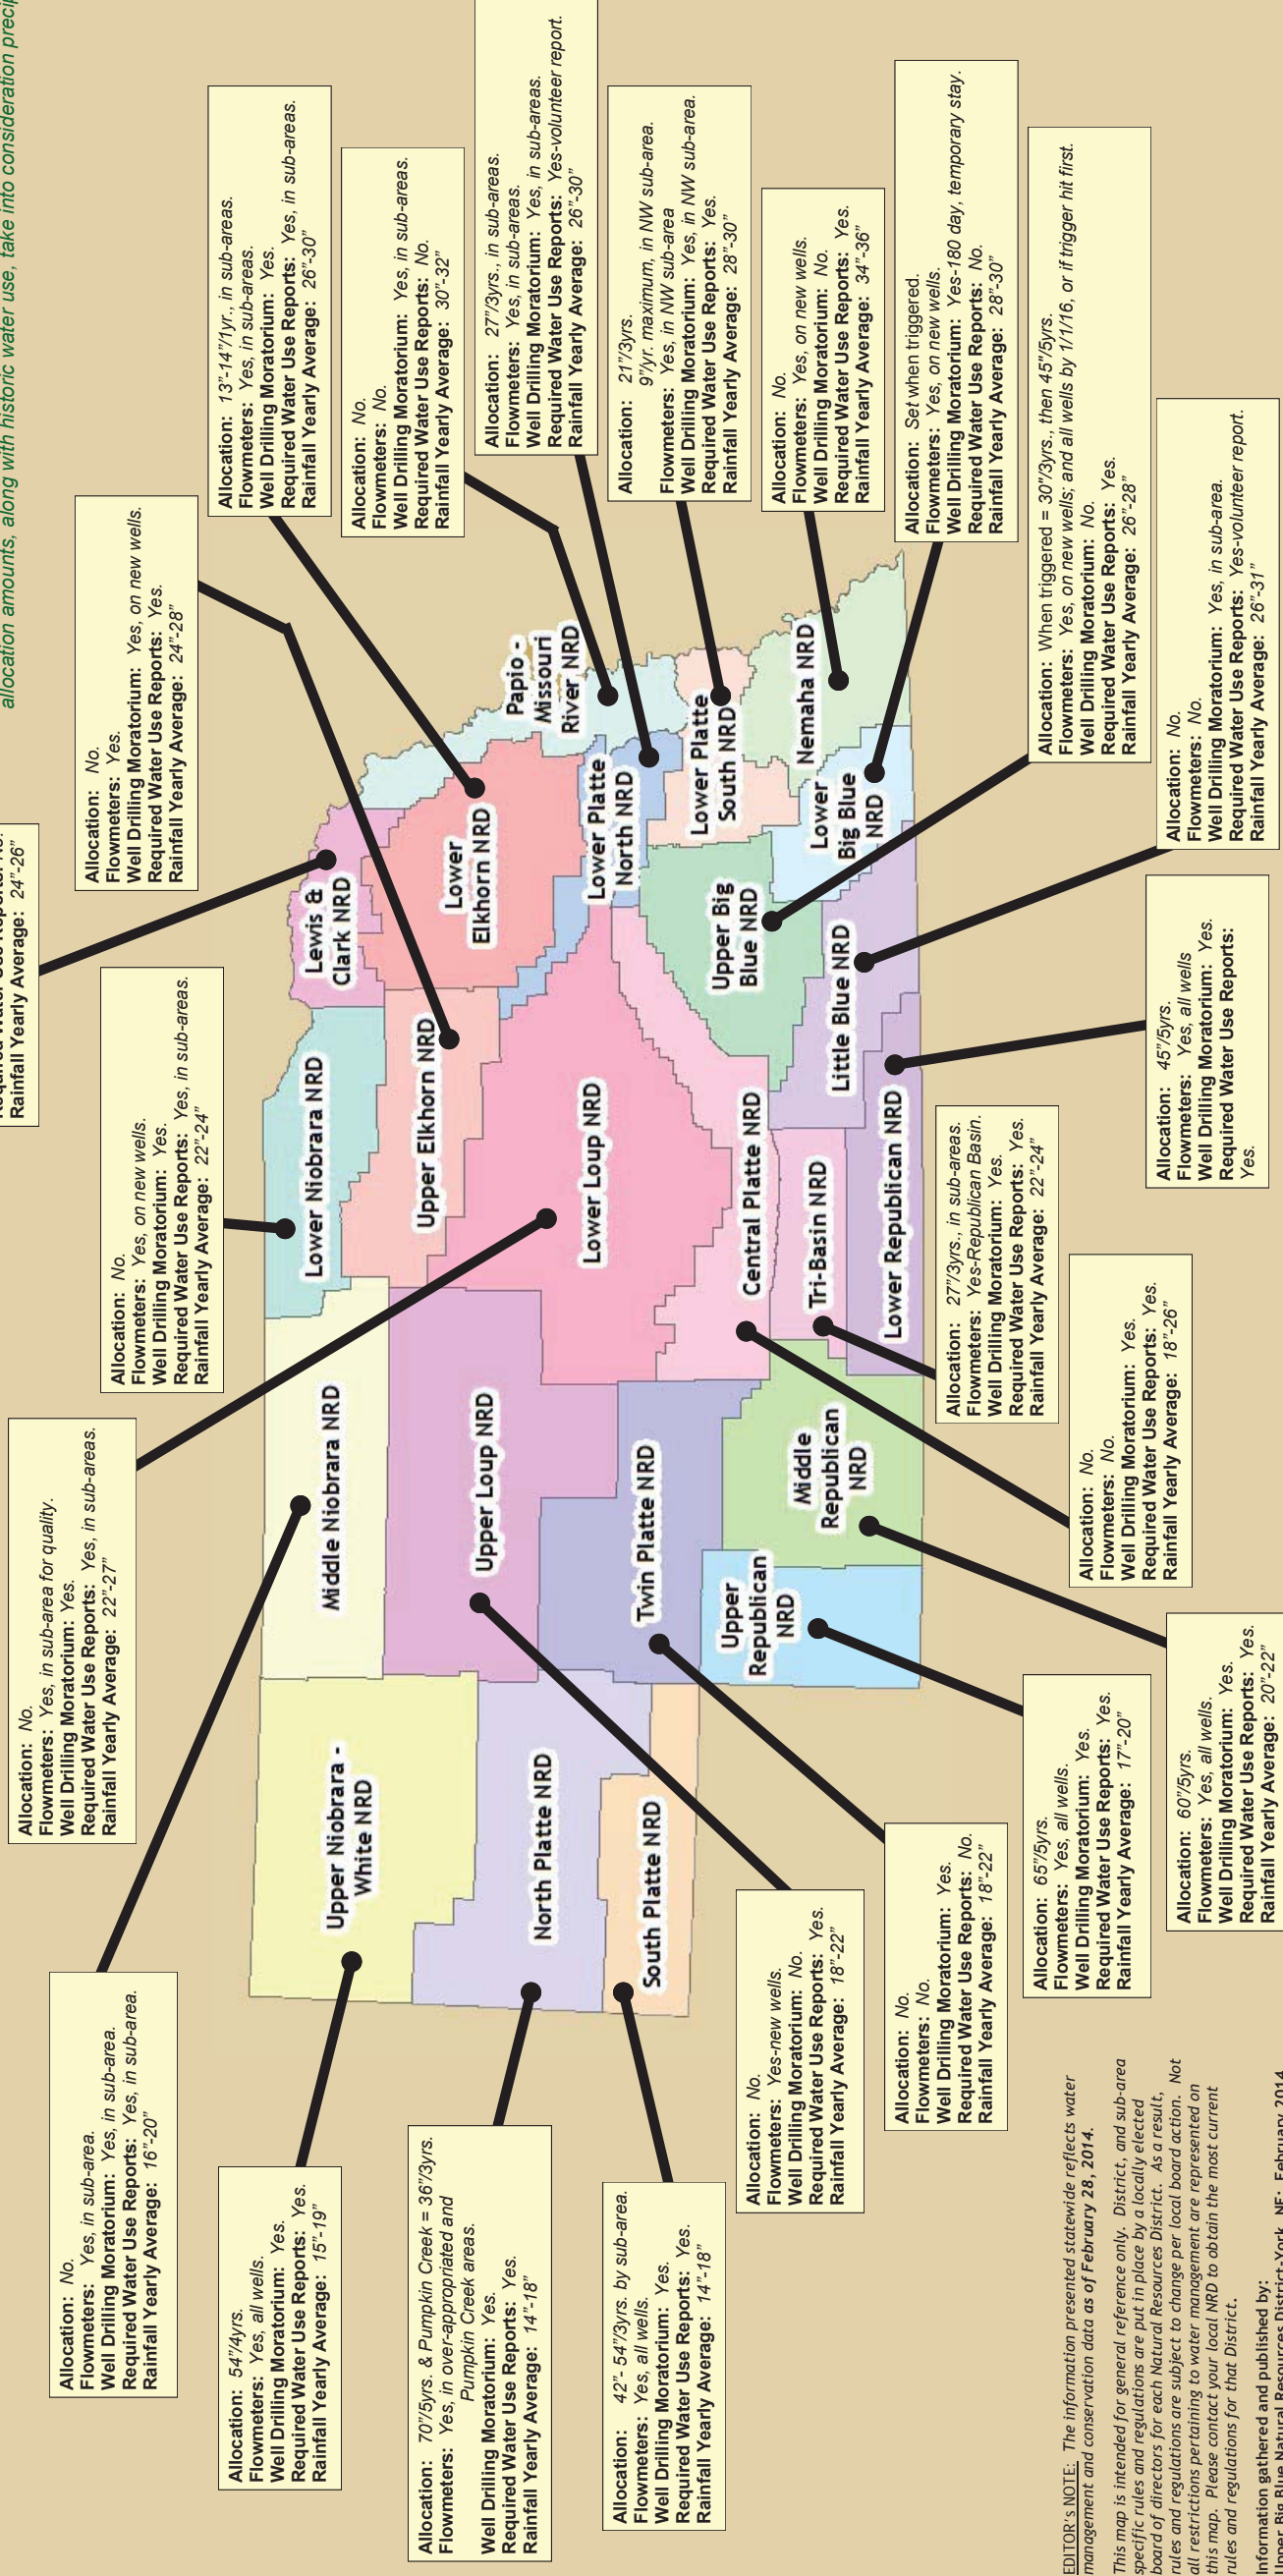 allocation amounts, along with historic water use, take into consideration
Rainfall Yearly Average: 24"-26"
Allocation: No.
Flowmeters: Yes, in sub-area.
Well Drilling Moratorium: Yes, in sub-area.
Required Water Use Reports: Yes, in sub-area.
Rainfall Yearly Average: 16"-20"
Allocation: No.
Flowmeters: Yes, in sub-area for quality.
Well Drilling Moratorium: Yes.
Required Water Use Reports: Yes, in sub-areas.
Rainfall Yearly Average: 22"-27"
Allocation: No.
Flowmeters: Yes, on new wells.
Well Drilling Moratorium: Yes.
Required Water Use Reports: Yes, in sub-areas.
Rainfall Yearly Average: 22"-24"
Allocation: No.
Flowmeters: Yes.
Well Drilling Moratorium: Yes, on new wells.
Required Water Use Reports: Yes.
Rainfall Yearly Average: 24"-28"
Allocation: 13"-14"/1yr., in sub-areas.
Flowmeters: Yes, in sub-areas.
Well Drilling Moratorium: Yes.
Required Water Use Reports: Yes, in sub-areas.
Rainfall Yearly Average: 26"-30"
Allocation: No.
Flowmeters: No.
Well Drilling Moratorium: Yes, in sub-areas.
Required Water Use Reports: No.
Rainfall Yearly Average: 30"-32"
Allocation: 27"/3yrs., in sub-areas.
Flowmeters: Yes, in sub-areas.
Well Drilling Moratorium: Yes, in sub-areas.
Required Water Use Reports: Yes-volunteer report.
Rainfall Yearly Average: 26"-30"
Allocation: 21"/3yrs.
9"/yr. maximum, in NW sub-area.
Flowmeters: Yes, in NW sub-area
Well Drilling Moratorium: Yes, in NW sub-area.
Required Water Use Reports: Yes.
Rainfall Yearly Average: 28"-30"
Allocation: No.
Flowmeters: Yes, on new wells.
Well Drilling Moratorium: No.
Required Water Use Reports: Yes.
Rainfall Yearly Average: 34"-36"
Allocation: Set when triggered.
Flowmeters: Yes, on new wells.
Well Drilling Moratorium: Yes-180 day, temporary stay.
Required Water Use Reports: No.
Rainfall Yearly Average: 28"-30"
Allocation: When triggered = 30"/3yrs., then 45"/5yrs.
Flowmeters: Yes, on new wells; and all wells by 1/1/16, or if trigger hit first.
Well Drilling Moratorium: No.
Required Water Use Reports: Yes.
Rainfall Yearly Average: 26"-28"
Allocation: No.
Flowmeters: No.
Well Drilling Moratorium: Yes, in sub-area.
Required Water Use Reports: Yes-volunteer report.
Rainfall Yearly Average: 26"-31"
Allocation: 45"/5yrs.
Flowmeters: Yes, all wells
Well Drilling Moratorium: Yes.
Required Water Use Reports:
Yes.
Allocation: 27"/3yrs., in sub-areas.
Flowmeters: Yes-Republican Basin.
Well Drilling Moratorium: Yes.
Required Water Use Reports: Yes.
Rainfall Yearly Average: 22"-24"
Allocation: No.
Flowmeters: No.
Well Drilling Moratorium: Yes.
Required Water Use Reports: Yes.
Rainfall Yearly Average: 18"-26"
Allocation: 60"/5yrs.
Flowmeters: Yes, all wells.
Well Drilling Moratorium: Yes.
Required Water Use Reports: Yes.
Rainfall Yearly Average: 20"-22"
Allocation: 65"/5yrs.
Flowmeters: Yes, all wells.
Well Drilling Moratorium: Yes.
Required Water Use Reports: Yes.
Rainfall Yearly Average: 17"-20"
Allocation: No.
Flowmeters: No.
Well Drilling Moratorium: Yes.
Required Water Use Reports: No.
Rainfall Yearly Average: 18"-22"
Allocation: No.
Flowmeters: Yes-new wells.
Well Drilling Moratorium: No.
Required Water Use Reports: Yes.
Rainfall Yearly Average: 18"-22"
Allocation: 42"- 54"/3yrs. by sub-area.
Flowmeters: Yes, all wells.
Well Drilling Moratorium: Yes.
Required Water Use Reports: Yes.
Rainfall Yearly Average: 14"-18"
Allocation: 70"/5yrs. & Pumpkin Creek = 36"/3yrs.
Flowmeters: Yes, in over-appropriated and
Pumpkin Creek areas.
Well Drilling Moratorium: Yes.
Required Water Use Reports: Yes.
Rainfall Yearly Average: 14"-18"
Allocation: 54"/4yrs.
Flowmeters: Yes, all wells.
Well Drilling Moratorium: Yes.
Required Water Use Reports: Yes.
Rainfall Yearly Average: 15"-19"
Upper Niobrara -
White NRD
Middle Niobrara NRD
Lower Niobrara NRD
Lewis &
Clark NRD
North Platte NRD
Upper Loup NRD
Upper Elkhorn NRD
Lower
Elkhorn NRD
Papio -
Missouri
River NRD
South Platte NRD
Twin Platte NRD
Lower Loup NRD
Lower Platte
North NRD
Upper
Republican
NRD
Middle
Republican
NRD
Central Platte NRD
Upper Big
Blue NRD
Lower Platte
South NRD
Tri-Basin NRD
Little Blue NRD
Lower
Big Blue
NRD
Nemaha NRD
Lower Republican NRD
EDITOR's NOTE: The information presented statewide reflects water
management and conservation data as of February 28, 2014.
This map is intended for general reference only. District, and sub-area
specific rules and regulations are put in place by a locally elected
board of directors for each Natural Resources District. As a result,
rules and regulations are subject to change per local board action. Not
all restrictions pertaining to water management are represented on
this map. Please contact your local NRD to obtain the most current
rules and regulations for that District.
Information gathered and published by:
Upper Big Blue Natural Resources District-York, NE; February 2014